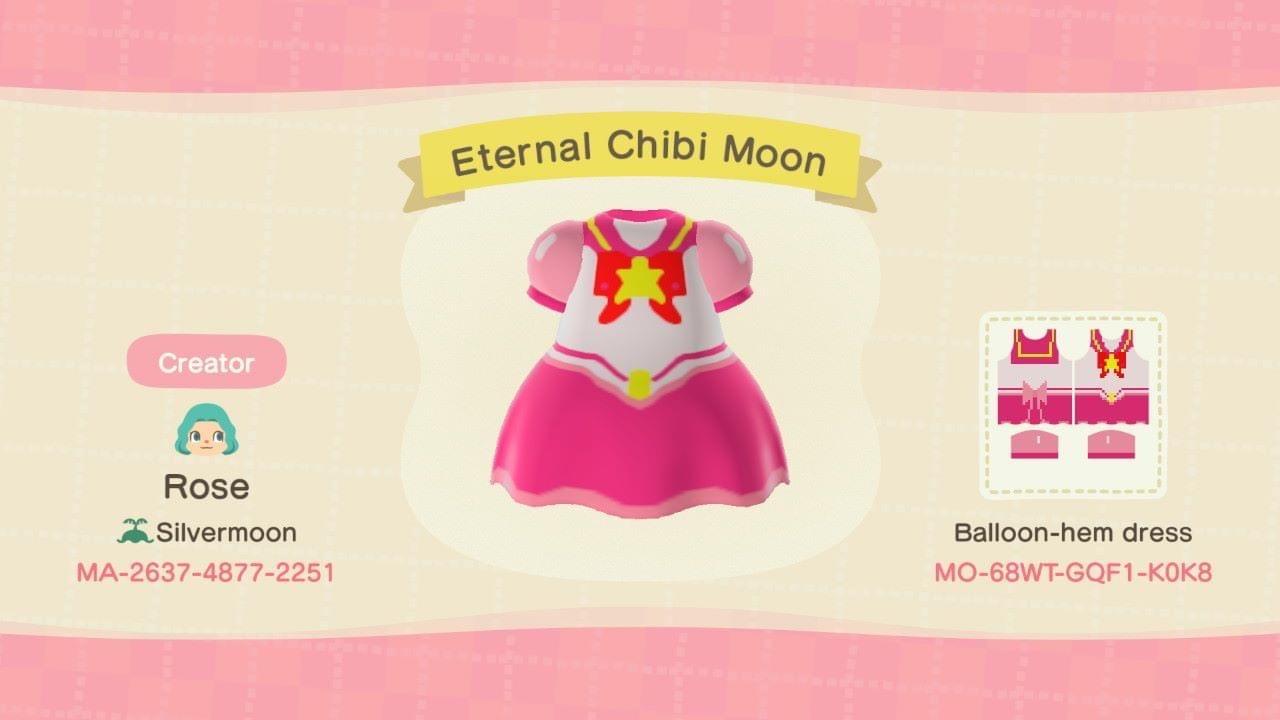 Eternal Chibi Moon
Creator
Rose
Silvermoon
MA-2637-4877-2251
Balloon-hem dress
MO-68WT-GQF1-K0K8